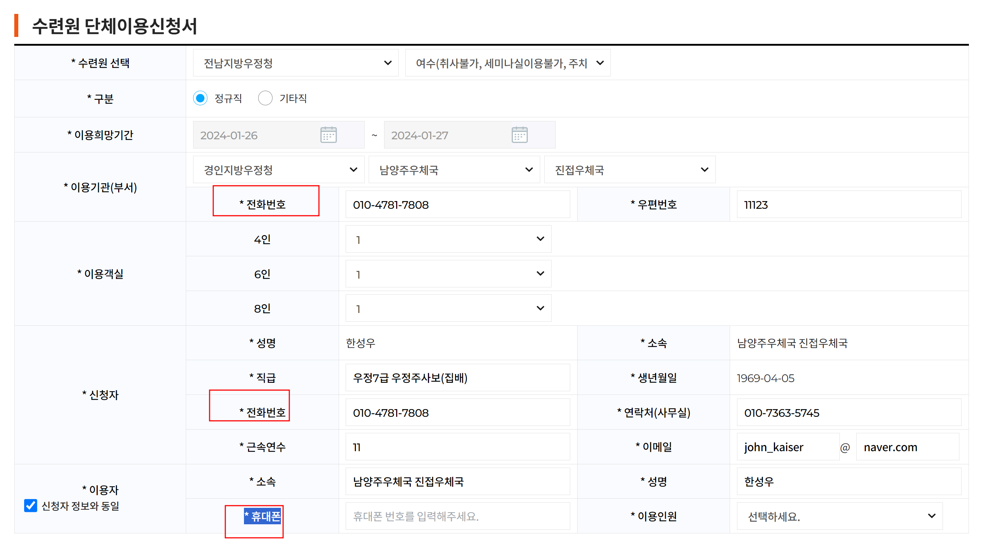 수련원 단체이용신청서
* 수련원 선택 전남지방우정청 여수(취사불가, 세미나실이용불가, 주차
* 구분 정규직 기타직
* 이용희망기간 2024-01-26 ~ 2024-01-27
* 이용기관(부서) 경인지방우정청 남양주우체국 진접우체국
* 전화번호 010-4781-7808 * 우편번호 11123
* 이용객실
4인 1
6인 1
8인 1
* 신청자
* 성명 한성우 * 소속 남양주우체국 진접우체국
* 직급 우정7급 우정주사보(집배) * 생년월일 1969-04-05
* 전화번호 010-4781-7808 * 연락처(사무실) 010-7363-5745
* 근속연수 11 * 이메일 john_kaiser @ naver.com
* 이용자
신청자 정보와 동일
* 소속 남양주우체국 진접우체국 * 성명 한성우
* 휴대폰 휴대폰 번호를 입력해주세요. * 이용인원 선택하세요.